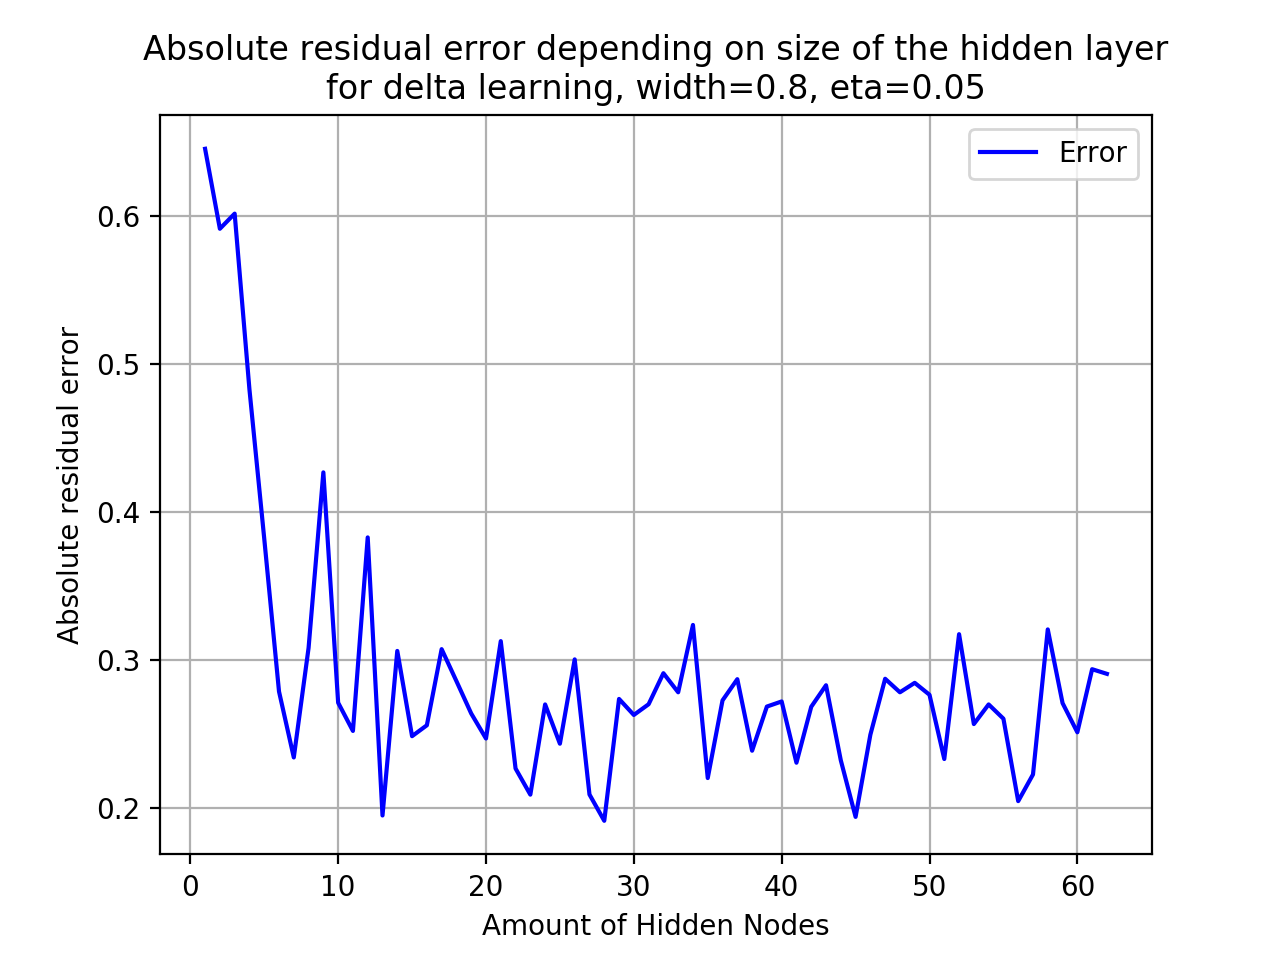 Absolute residual error depending on size of the hidden layer
for delta learning, width=0.8, eta=0.05
Error
0.6
0.5
0.4
0.3
0.2
Absolute residual error
0 10 20 30 40 50 60
Amount of Hidden Nodes